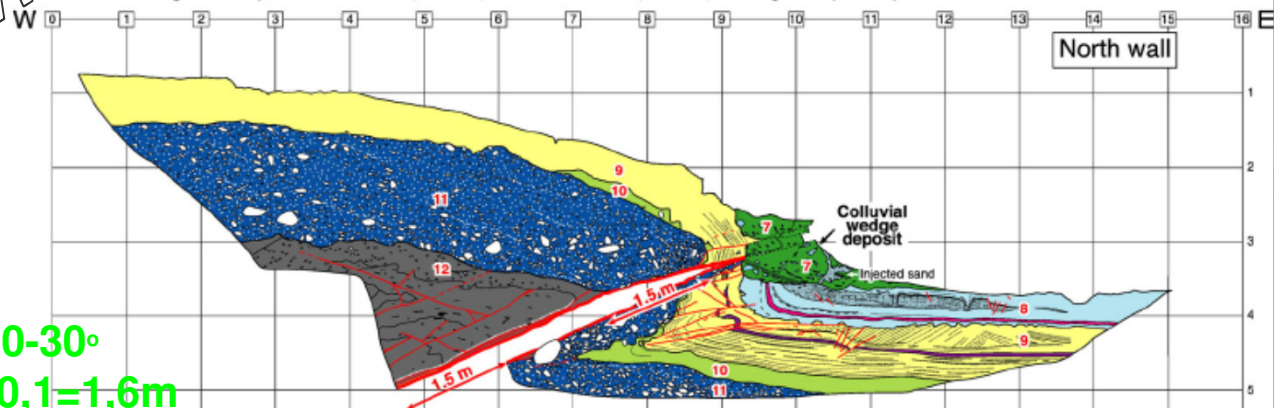 W 0 1 2 3 4 5 6 7 8 9 10 11 12 13 14 15 16 E
North wall
1
2
3
4
5
9
10
11
12
7
7
Colluvial
wedge
deposit
Injected sand
8
9
10
11
1.5 m
1.5 m
0-30°
0.1=1.6m